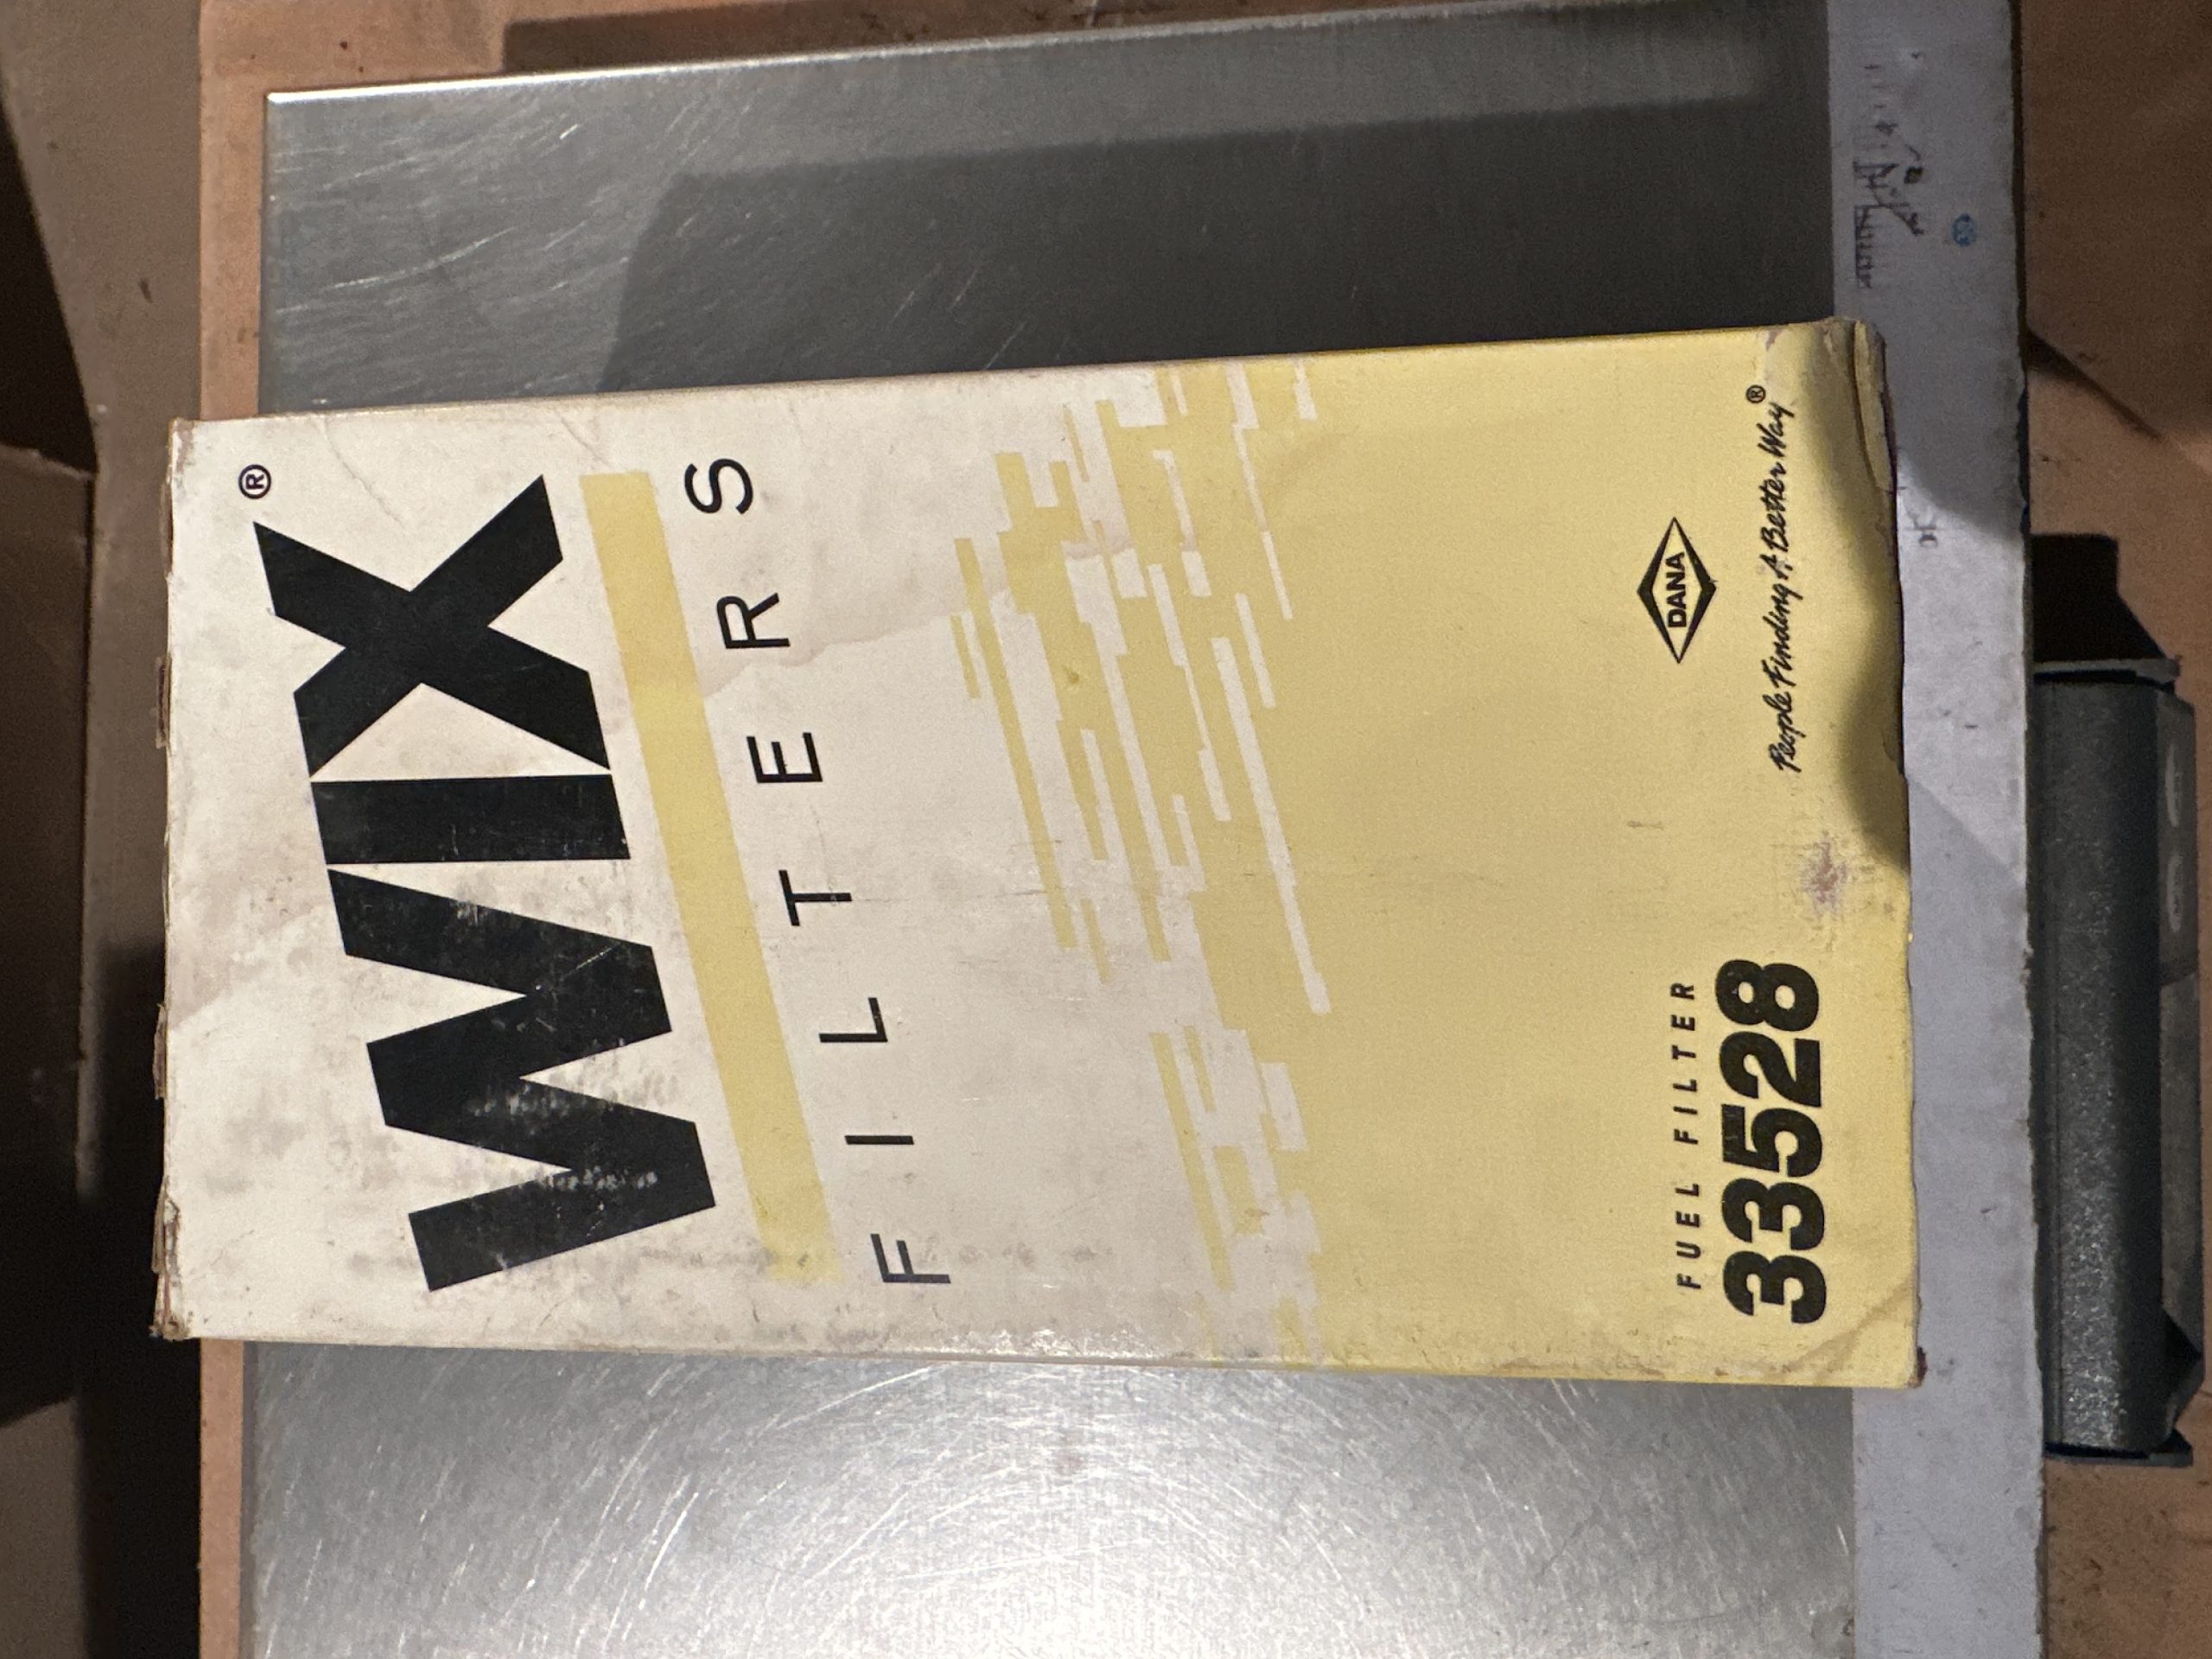 WIX®
FILTERS
DANA
People Finding A Better Way®
FUEL FILTER
33528